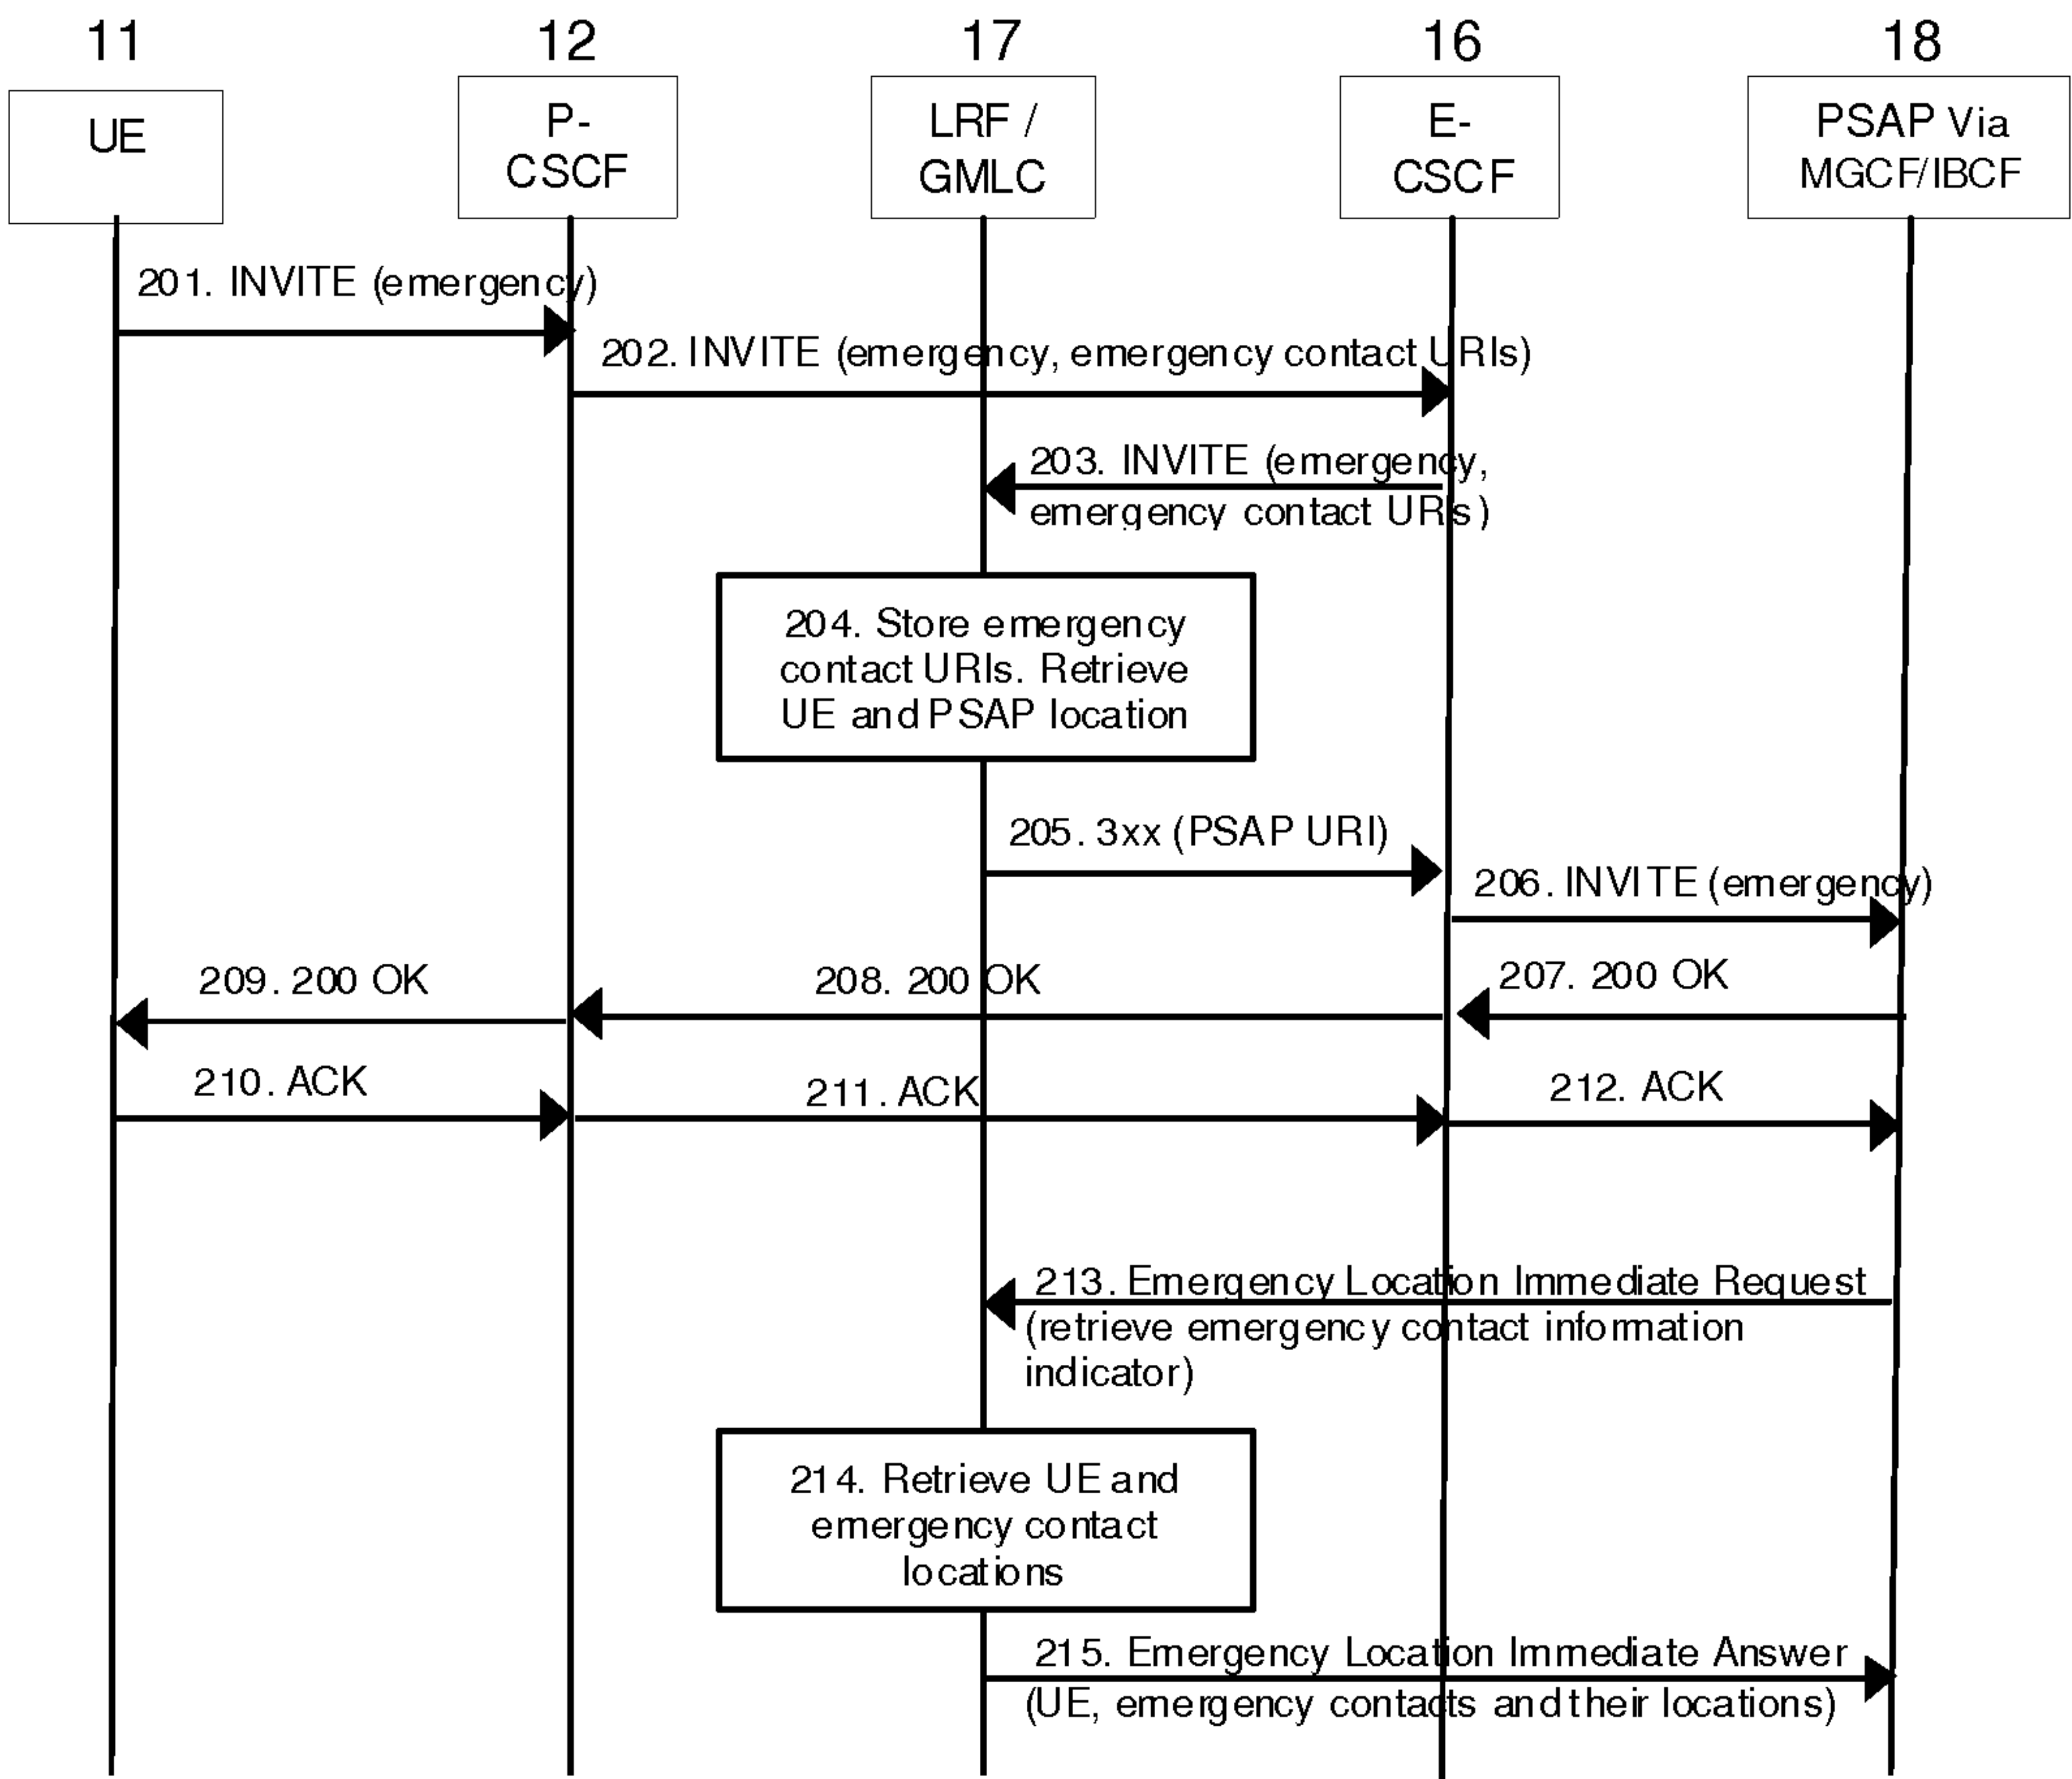 11
12
17
16
18
UE
P-
CSCF
LRF /
GMLC
E-
CSCF
PSAP Via
MGCF/IBCF
201. INVITE (emergency)
202. INVITE (emergency, emergency contact URIs)
203. INVITE (emergency,
emergency contact URIs)
204. Store emergency
contact URIs. Retrieve
UE and PSAP location
205. 3xx (PSAP URI)
206. INVITE (emergency)
209. 200 OK
208. 200 OK
207. 200 OK
210. ACK
211. ACK
212. ACK
213. Emergency Location Immediate Request
(retrieve emergency contact information
indicator)
214. Retrieve UE and
emergency contact
locations
215. Emergency Location Immediate Answer
(UE, emergency contacts and their locations)